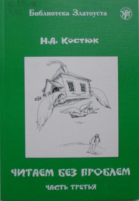 Библиотека Златоуста
Н.А. Костюк
ЧИТАЕМ БЕЗ ПРОБЛЕМ
ЧАСТЬ ТРЕТЬЯ